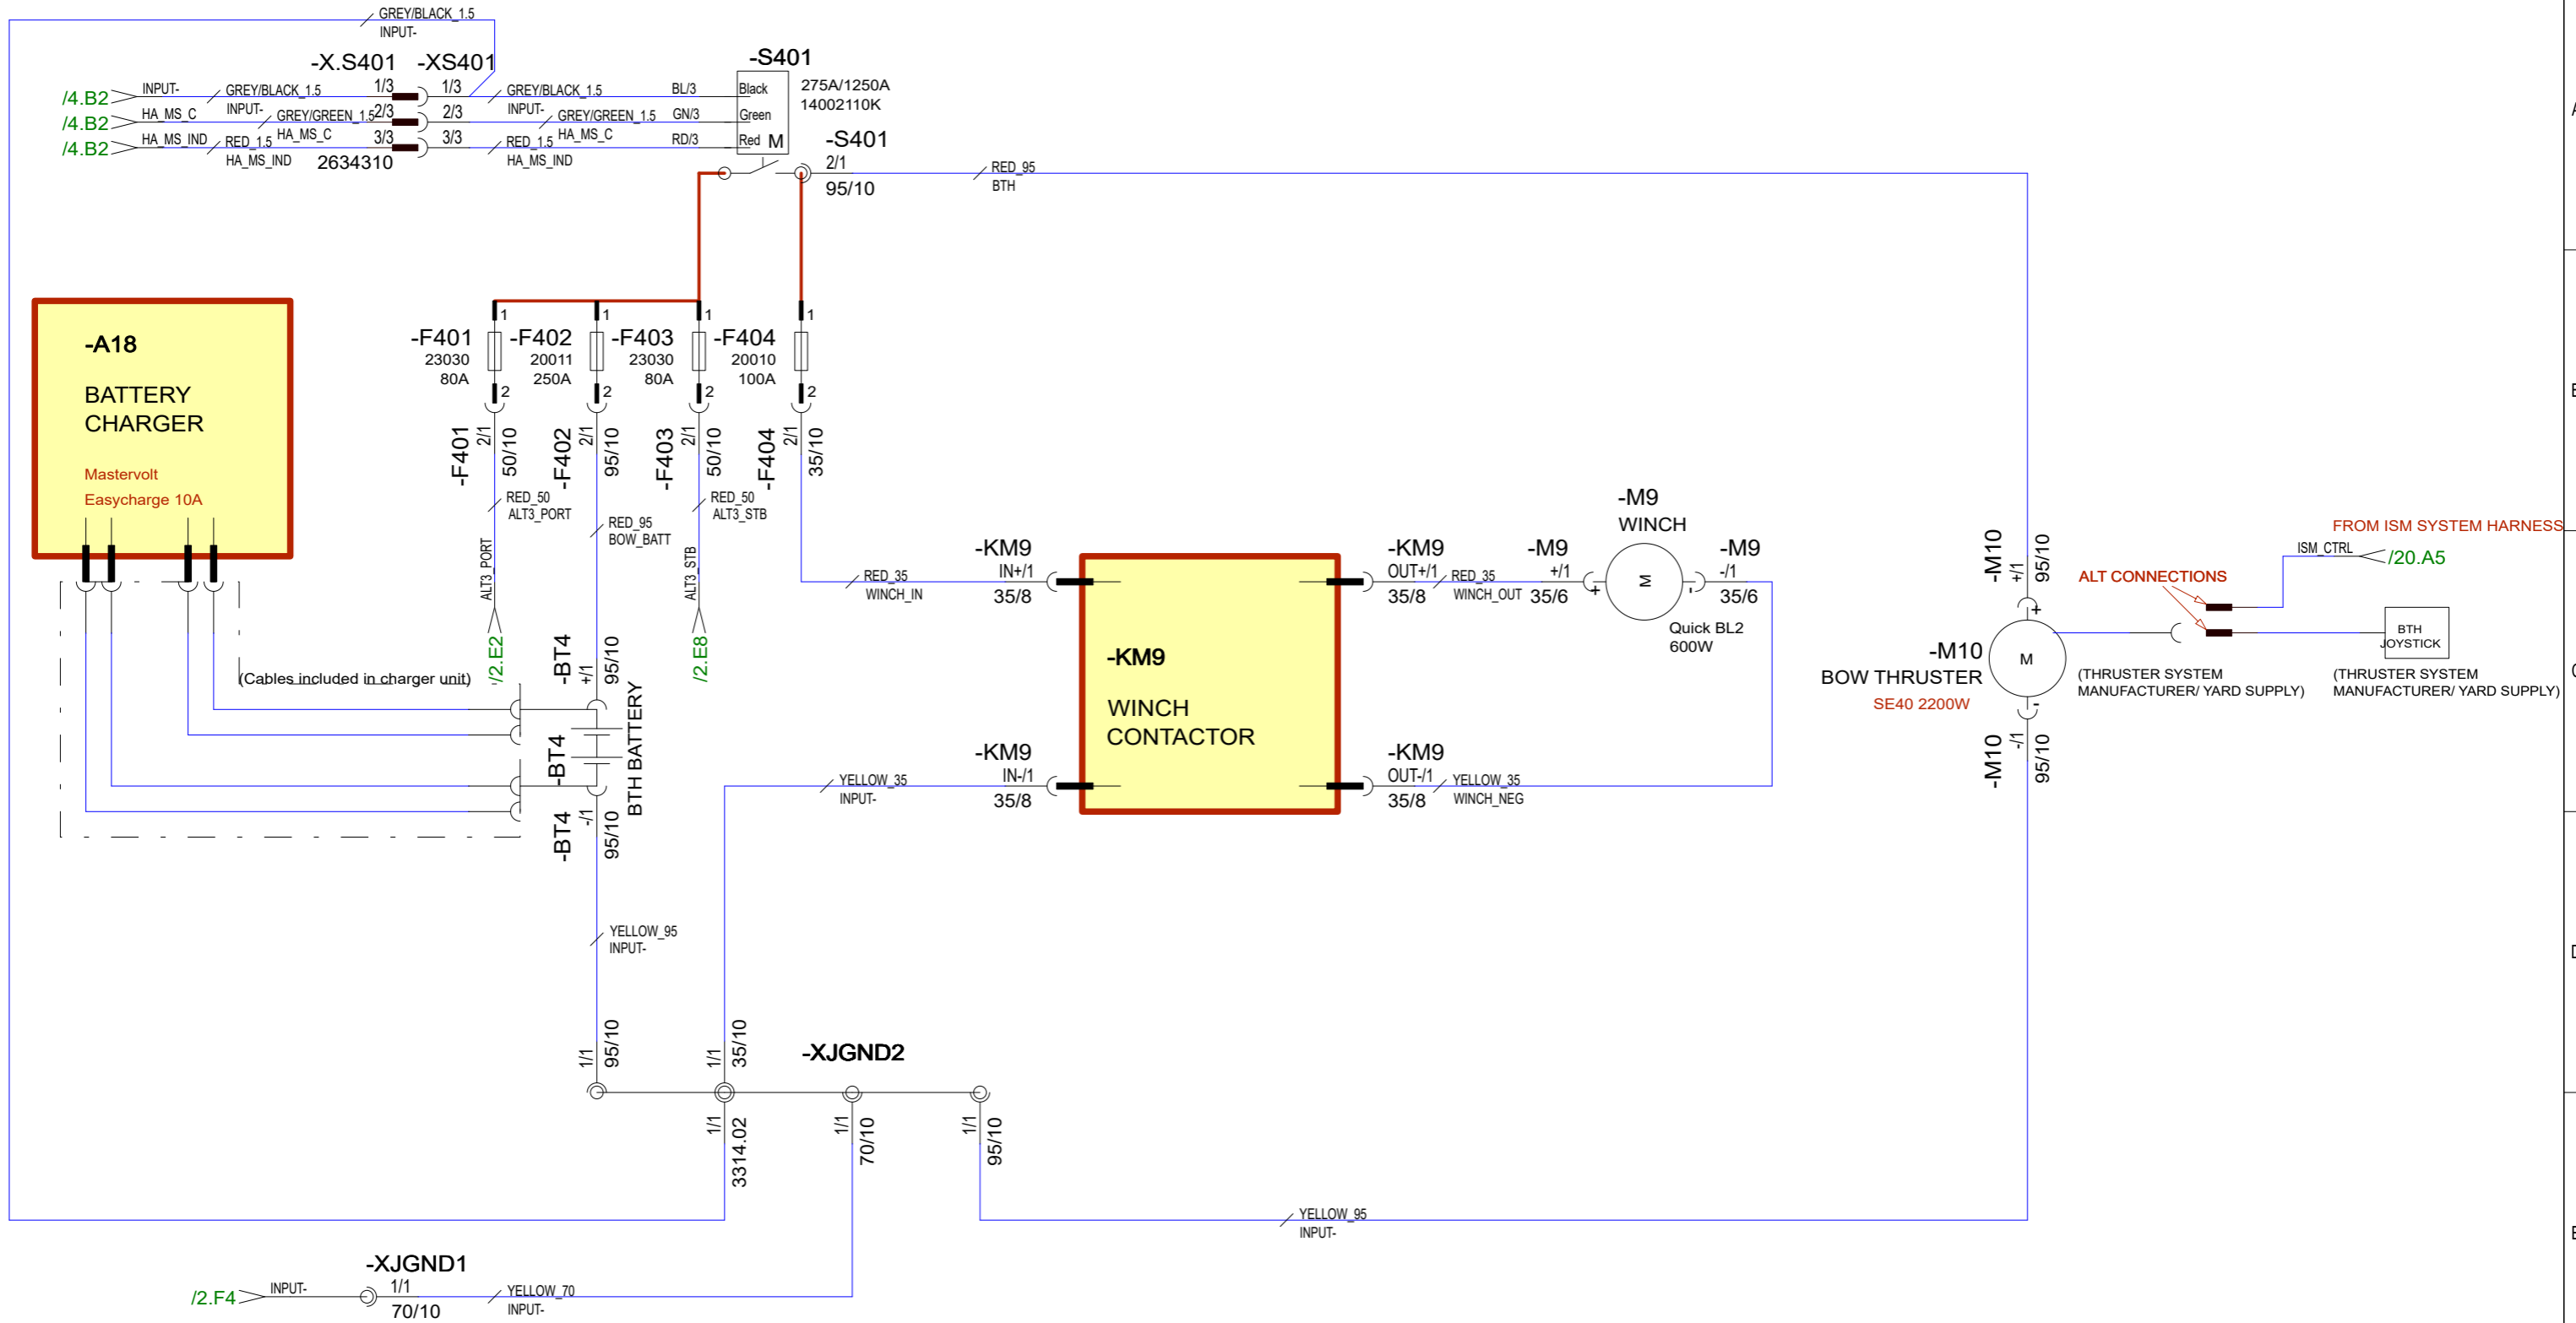 GREY/BLACK_1.5
INPUT-
-X.S401
-XS401
-S401
275A/1250A
14002110K
/4.B2
INPUT-
GREY/BLACK_1.5
INPUT-
1/3
1/3
GREY/BLACK_1.5
INPUT-
BL/3
Black
/4.B2
HA_MS_C
GREY/GREEN_1.5
HA_MS_C
2/3
2/3
GREY/GREEN_1.5
HA_MS_C
GN/3
Green
/4.B2
HA_MS_IND
RED_1.5
HA_MS_IND
3/3
3/3
2634310
RED_1.5
HA_MS_IND
RD/3
Red
M
-S401
2/1
95/10
RED_95
BTH
A
-A18
BATTERY
CHARGER
Mastervolt
Easycharge 10A
-F401
23030
80A
1
2
-F402
20011
250A
1
2
-F403
23030
80A
1
2
-F404
20010
100A
1
2
-F401
2/1
50/10
RED_50
ALT3_PORT
ALT3_PORT
/2.E2
-F402
2/1
95/10
RED_95
BOW_BATT
-F403
2/1
50/10
RED_50
ALT3_STB
ALT3_STB
/2.E8
-F404
2/1
35/10
RED_35
WINCH_IN
-KM9
IN+/1
35/8
-KM9
WINCH
CONTACTOR
-KM9
OUT+/1
35/8
RED_35
WINCH_OUT
-M9
+/1
35/6
-M9
WINCH
M
+
-
-M9
-/1
35/6
Quick BL2
600W
-KM9
IN-/1
35/8
YELLOW_35
INPUT-
-KM9
OUT-/1
35/8
YELLOW_35
WINCH_NEG
(Cables included in charger unit)
-BT4
+/1
95/10
-BT4
BTH BATTERY
-BT4
-/1
95/10
YELLOW_95
INPUT-
-M10
+/1
95/10
+
M
-
-M10
BOW THRUSTER
SE40 2200W
-M10
-/1
95/10
FROM ISM SYSTEM HARNESS
ISM_CTRL
/20.A5
ALT CONNECTIONS
BTH
JOYSTICK
(THRUSTER SYSTEM
MANUFACTURER/ YARD SUPPLY)
(THRUSTER SYSTEM
MANUFACTURER/ YARD SUPPLY)
1/1
95/10
1/1
35/10
-XJGND2
1/1
3314.02
1/1
70/10
1/1
95/10
YELLOW_95
INPUT-
-XJGND1
/2.F4
INPUT-
1/1
70/10
YELLOW_70
INPUT-